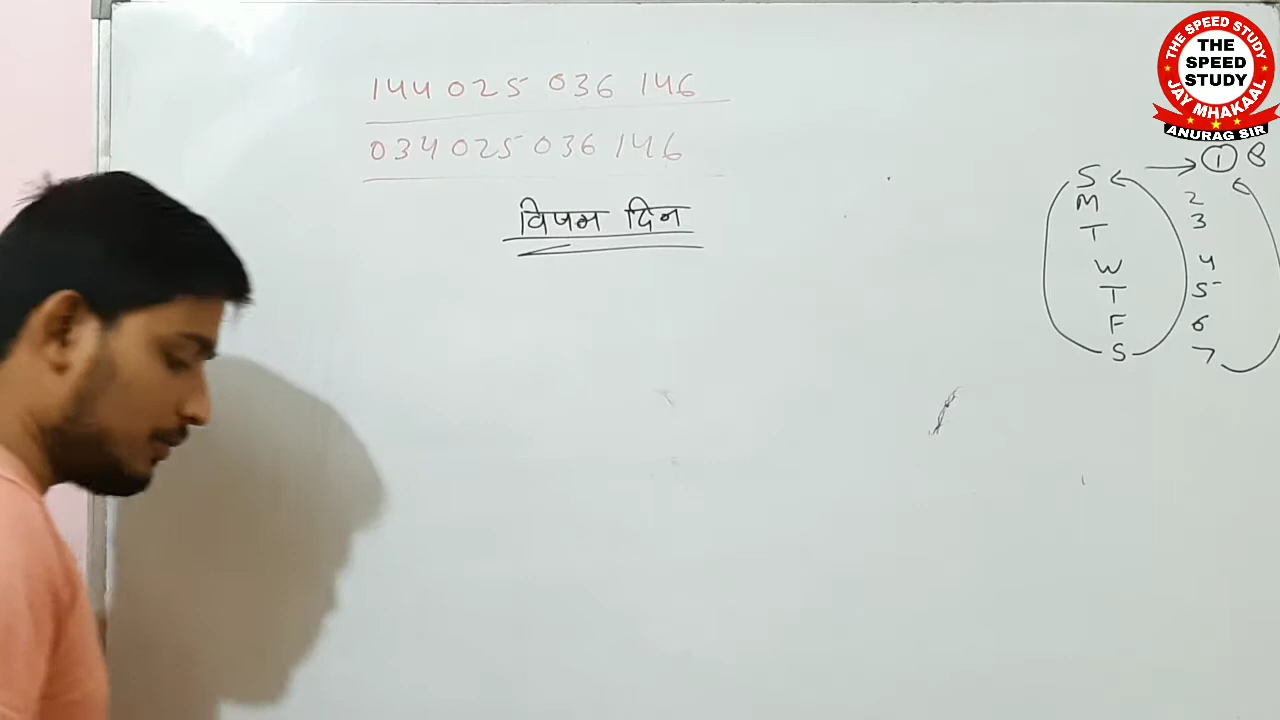 144 025 036 146
034 025 036 146
विषम दिन
S → 1 8
M 2
T 3
W 4
T 5
F 6
S 7
THE SPEED STUDY
THE
SPEED
STUDY
JAY MHAKAAL
ANURAG SIR